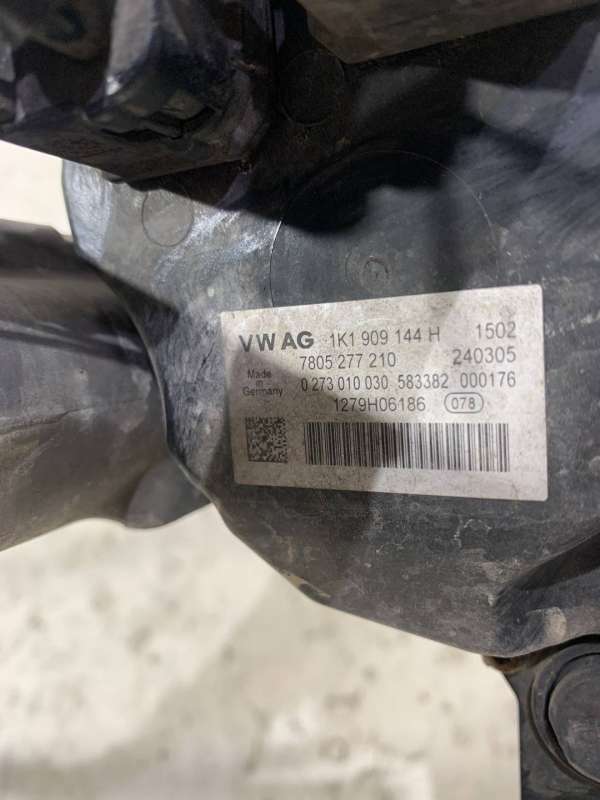 VW AG 1K1 909 144 H 1502
7805 277 210 240305
Made in Germany 0 273 010 030 583382 000176
1279H06186 078